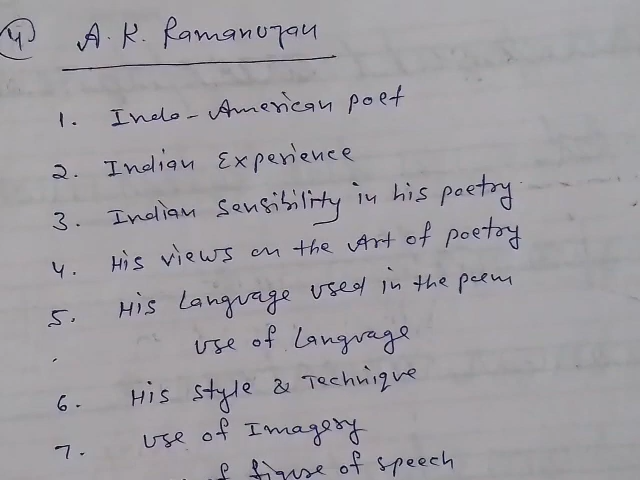 4) A. K. Ramanujan
1. Indo-American poet
2. Indian Experience
3. Indian Sensibility in his poetry
4. His views on the Art of poetry
5. His Language used in the poem
use of Language
6. His Style & Technique
7. Use of Imagery
of figure of speech